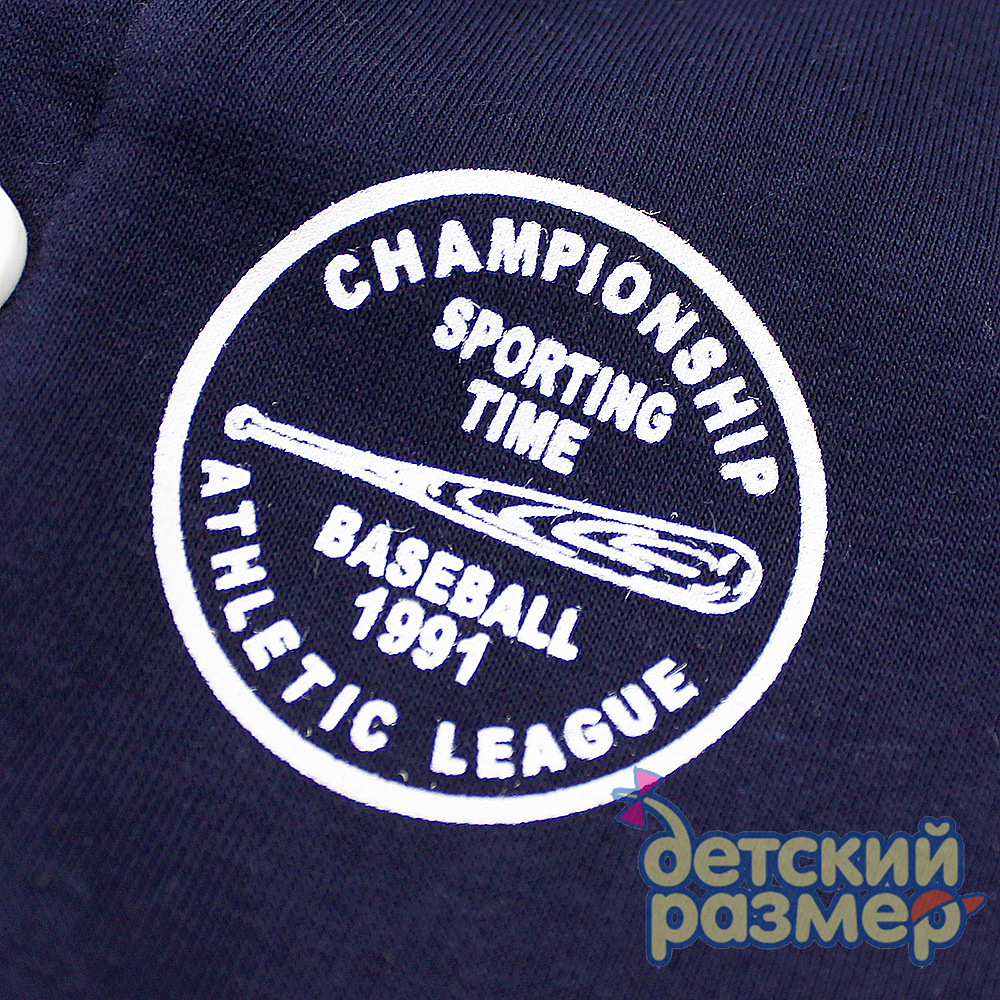 CHAMPIONSHIP
SPORTING
TIME
BASEBALL
1991
ATHLETIC LEAGUE
детский
размер